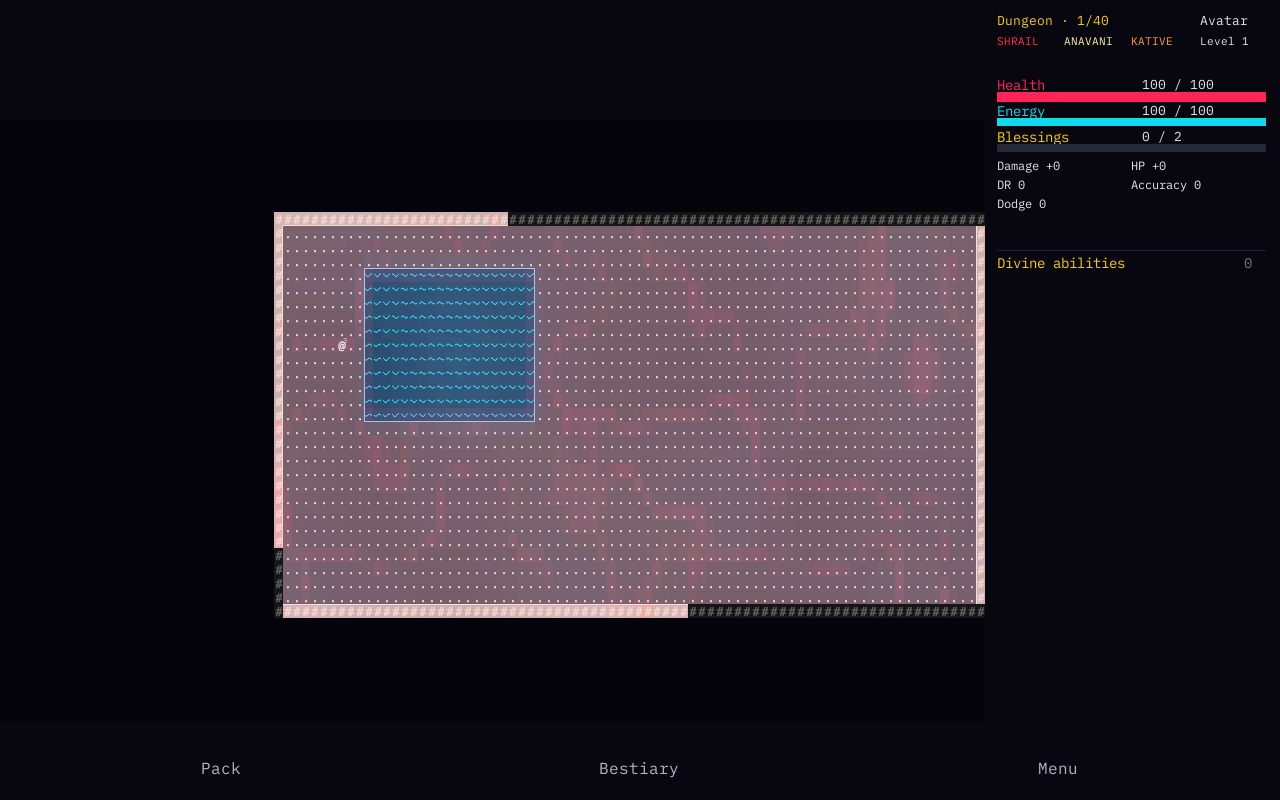 Dungeon · 1/40 Avatar
SHRAIL ANAVANI KATIVE Level 1
Health 100 / 100
Energy 100 / 100
Blessings 0 / 2
Damage +0 HP +0
DR 0 Accuracy 0
Dodge 0
Divine abilities 0
@
Pack Bestiary Menu